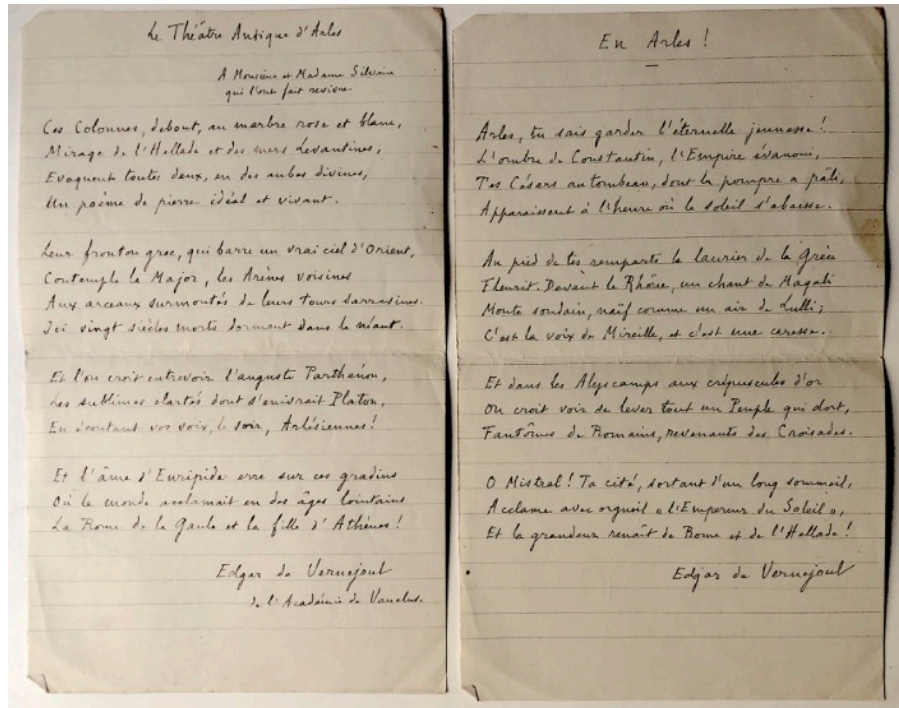 Le Théâtre Antique d'Arles
A Monsieur et Madame Silvain
qui l'ont fait revivre.
Ces Colonnes, debout, au marbre rose et blanc,
Mirage de l'Hellade et des mers Levantines,
Evoquent toutes deux, en des aubes divines,
Un poème de pierre idéal et vivant.
Leur fronton grec, qui barre un vrai ciel d'Orient,
Contemple la Major, les Arènes voisines
Aux arceaux surmontés de leurs tours sarrasines.
Ici vingt siècles morts dorment dans le néant.
Et l'on croit entrevoir l'auguste Parthénon,
Les sublimes clartés dont s'enivrait Platon,
En écoutant vos voix, le soir, Arlésiennes!
Et l'âme d'Euripide erre sur ces gradins
Où le monde acclamait en des âges lointains
La Rome de la Gaule et la fille d'Athènes!
Edgar de Vernejoul
de l'Académie de Vaucluse.
En Arles!
Arles, tu sais garder l'éternelle jeunesse!
L'ombre de Constantin, l'Empire évanoui,
Tes Césars au tombeau, dont la pourpre a pâli,
Apparaissent à l'heure où le soleil s'abaisse.
Au pied de tes remparts le laurier de la Grèce
Fleurit. Devant le Rhône, un chant de Magali
Monte soudain, naïf comme un air de Lulli;
C'est la voix de Mireille, et c'est une caresse.
Et dans les Alyscamps aux crépuscules d'or
On croit voir se lever tout un Peuple qui dort,
Fantômes de Romains, revenants des Croisades.
O Mistral! Ta cité, sortant d'un long sommeil,
Acclame avec orgueil "l'Empereur du Soleil",
Et la grandeur renaît de Rome et de l'Hellade!
Edgar de Vernejoul